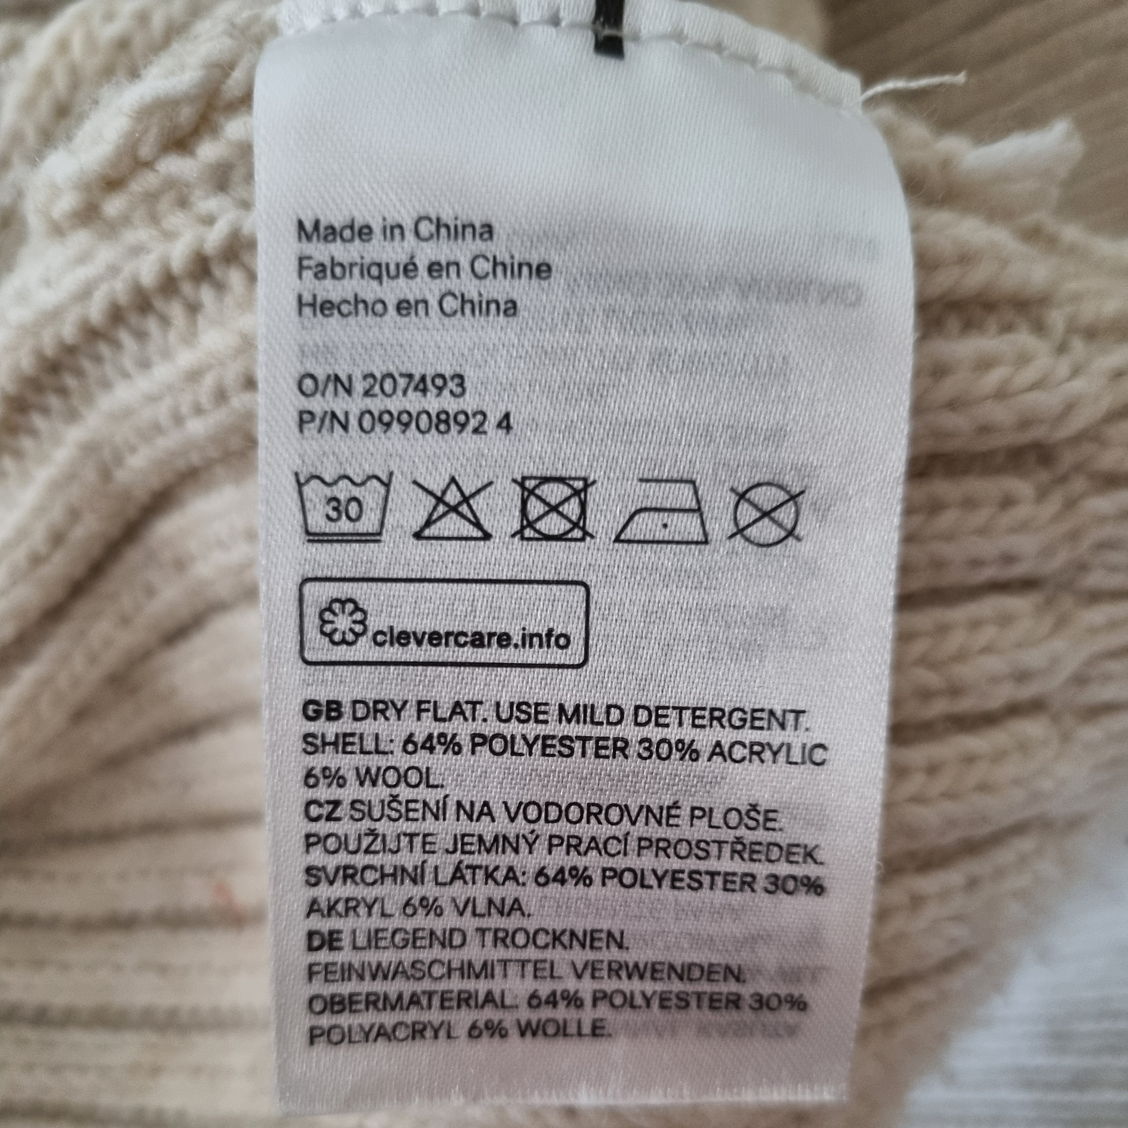 Made in China
Fabriqué en Chine
Hecho en China
O/N 207493
P/N 0990892 4
30
clevercare.info
GB DRY FLAT. USE MILD DETERGENT.
SHELL: 64% POLYESTER 30% ACRYLIC
6% WOOL.
CZ SUŠENÍ NA VODOROVNÉ PLOŠE.
POUŽIJTE JEMNÝ PRACÍ PROSTŘEDEK.
SVRCHNÍ LÁTKA: 64% POLYESTER 30%
AKRYL 6% VLNA.
DE LIEGEND TROCKNEN.
FEINWASCHMITTEL VERWENDEN.
OBERMATERIAL: 64% POLYESTER 30%
POLYACRYL 6% WOLLE.